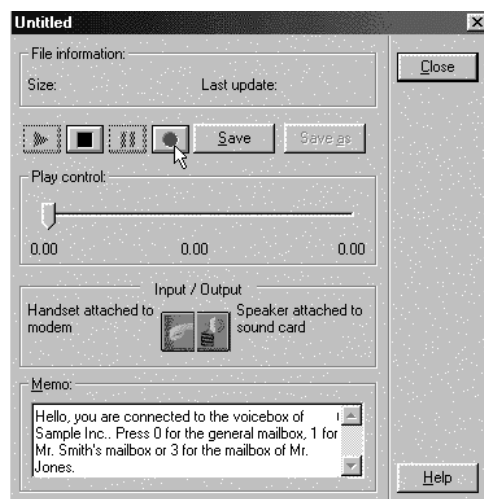 Untitled
File information:
Size: Last update:
Close
Save Save as
Play control:
0.00 0.00 0.00
Input / Output
Handset attached to modem
Speaker attached to sound card
Memo:
Hello, you are connected to the voicebox of
Sample Inc.. Press 0 for the general mailbox, 1 for
Mr. Smith's mailbox or 3 for the mailbox of Mr.
Jones.
Help